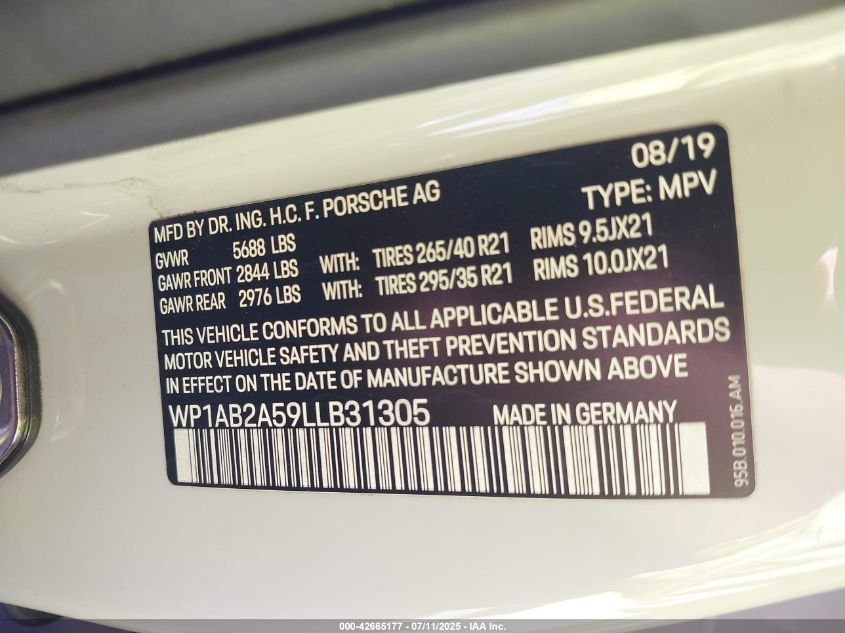 08/19
MFD BY DR. ING. H.C. F. PORSCHE AG TYPE: MPV
GVWR 5688 LBS
GAWR FRONT 2844 LBS WITH: TIRES 265/40 R21 RIMS 9.5JX21
GAWR REAR 2976 LBS WITH: TIRES 295/35 R21 RIMS 10.0JX21
THIS VEHICLE CONFORMS TO ALL APPLICABLE U.S.FEDERAL
MOTOR VEHICLE SAFETY AND THEFT PREVENTION STANDARDS
IN EFFECT ON THE DATE OF MANUFACTURE SHOWN ABOVE
WP1AB2A59LLB31305 MADE IN GERMANY
95B.010.016.AM
000-42665177 - 07/11/2025 - IAA Inc.